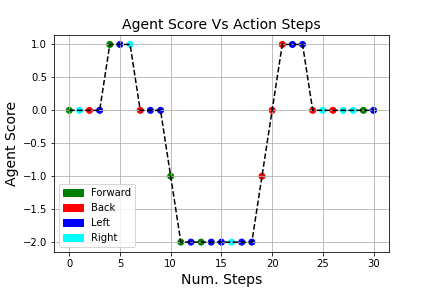 Agent Score Vs Action Steps
Agent Score
1.0
0.5
0.0
−0.5
−1.0
−1.5
−2.0
Forward
Back
Left
Right
0 5 10 15 20 25 30
Num. Steps